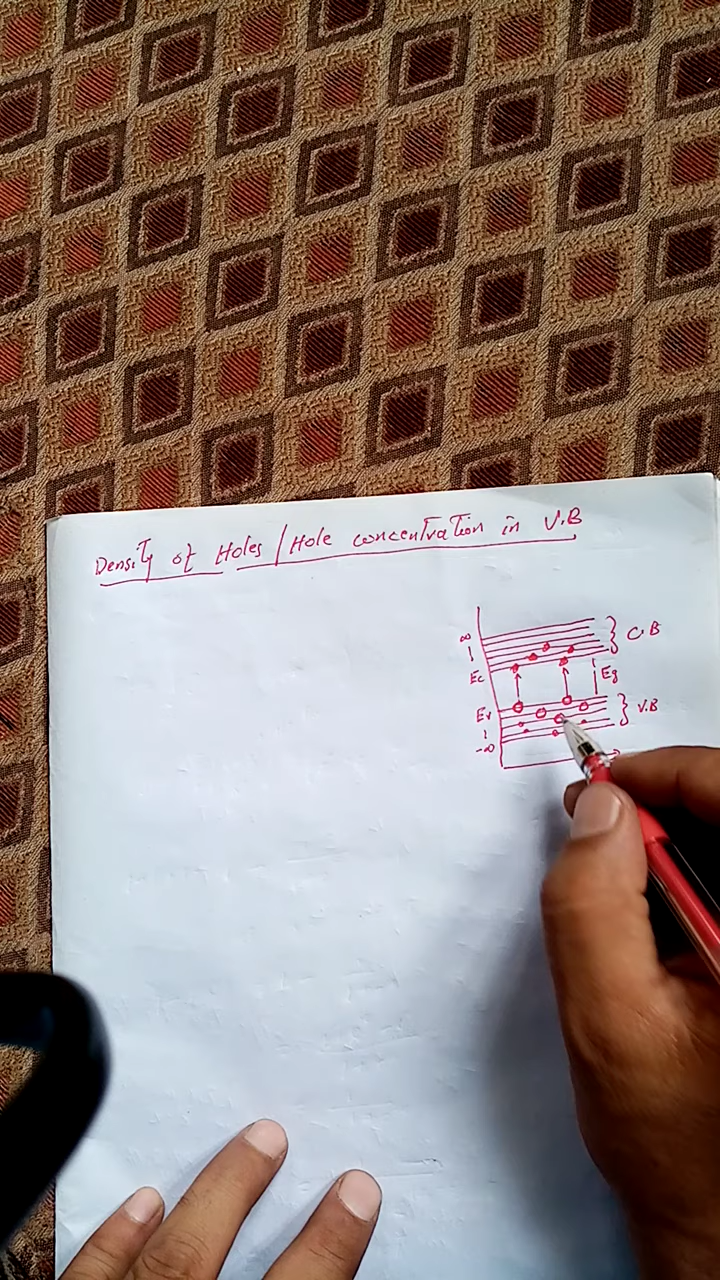 Density of Holes / Hole concentration in V.B
∞
C.B
Ec
Eg
Ev
V.B
-∞